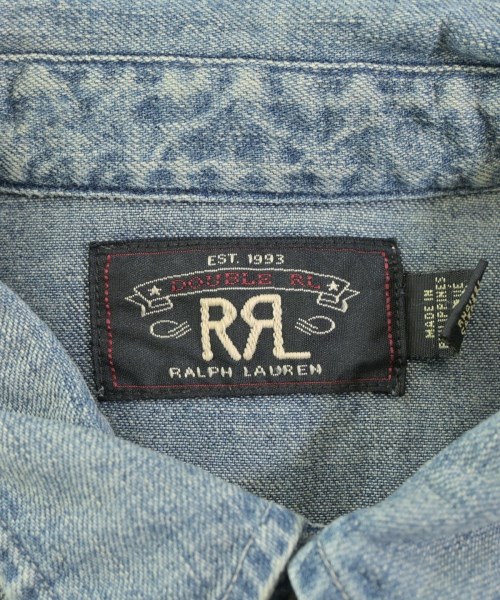 EST. 1993
DOUBLE RL
RRL
RALPH LAUREN
MADE IN
PHILIPPINES